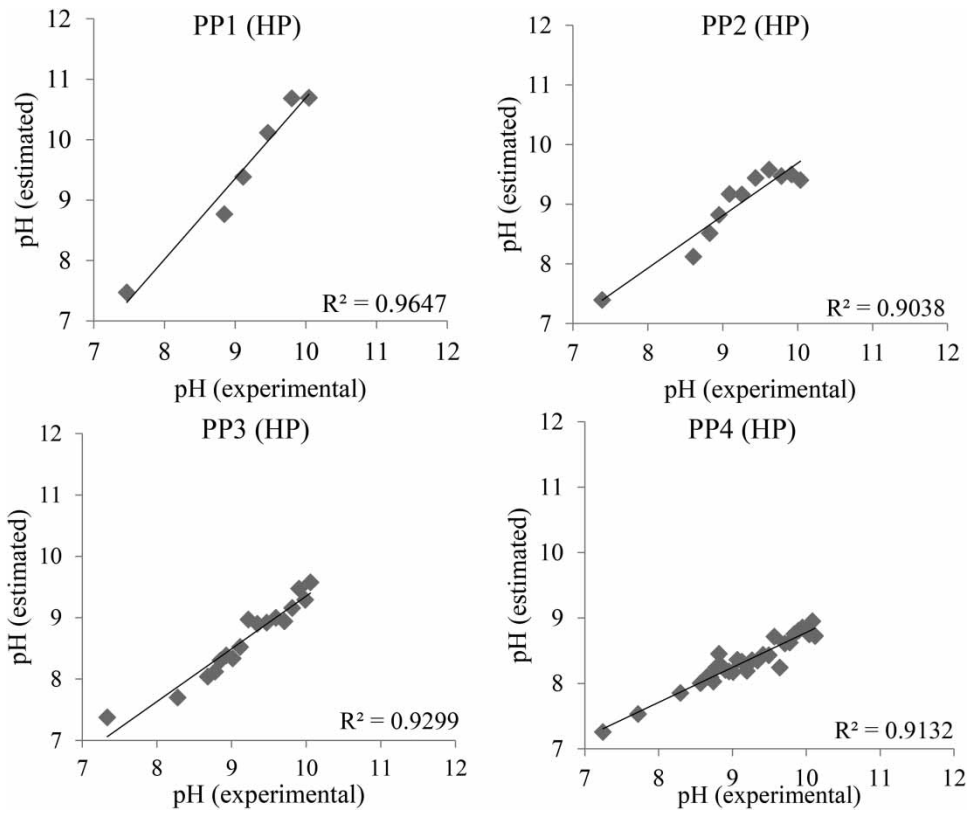 PP1 (HP)
12
11
10
9
8
7
pH (estimated)
R² = 0.9647
7 8 9 10 11 12
pH (experimental)
PP2 (HP)
12
11
10
9
8
7
pH (estimated)
R² = 0.9038
7 8 9 10 11 12
pH (experimental)
PP3 (HP)
12
11
10
9
8
7
pH (estimated)
R² = 0.9299
7 8 9 10 11 12
pH (experimental)
PP4 (HP)
12
11
10
9
8
7
pH (estimated)
R² = 0.9132
7 8 9 10 11 12
pH (experimental)